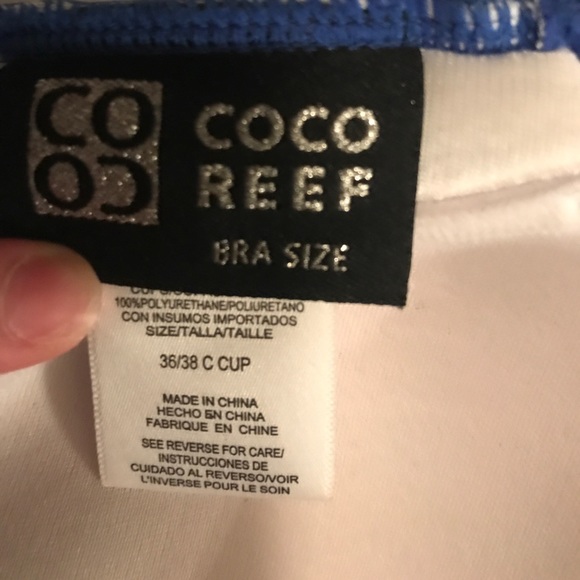 CO
OC
COCO
REEF
BRA SIZE
100%POLYURETHANE/POLIURETANO
CON INSUMOS IMPORTADOS
SIZE/TALLA/TAILLE
36/38 C CUP
MADE IN CHINA
HECHO EN CHINA
FABRIQUE EN CHINE
SEE REVERSE FOR CARE/
INSTRUCCIONES DE
CUIDADO AL REVERSO/VOIR
L'INVERSE POUR LE SOIN